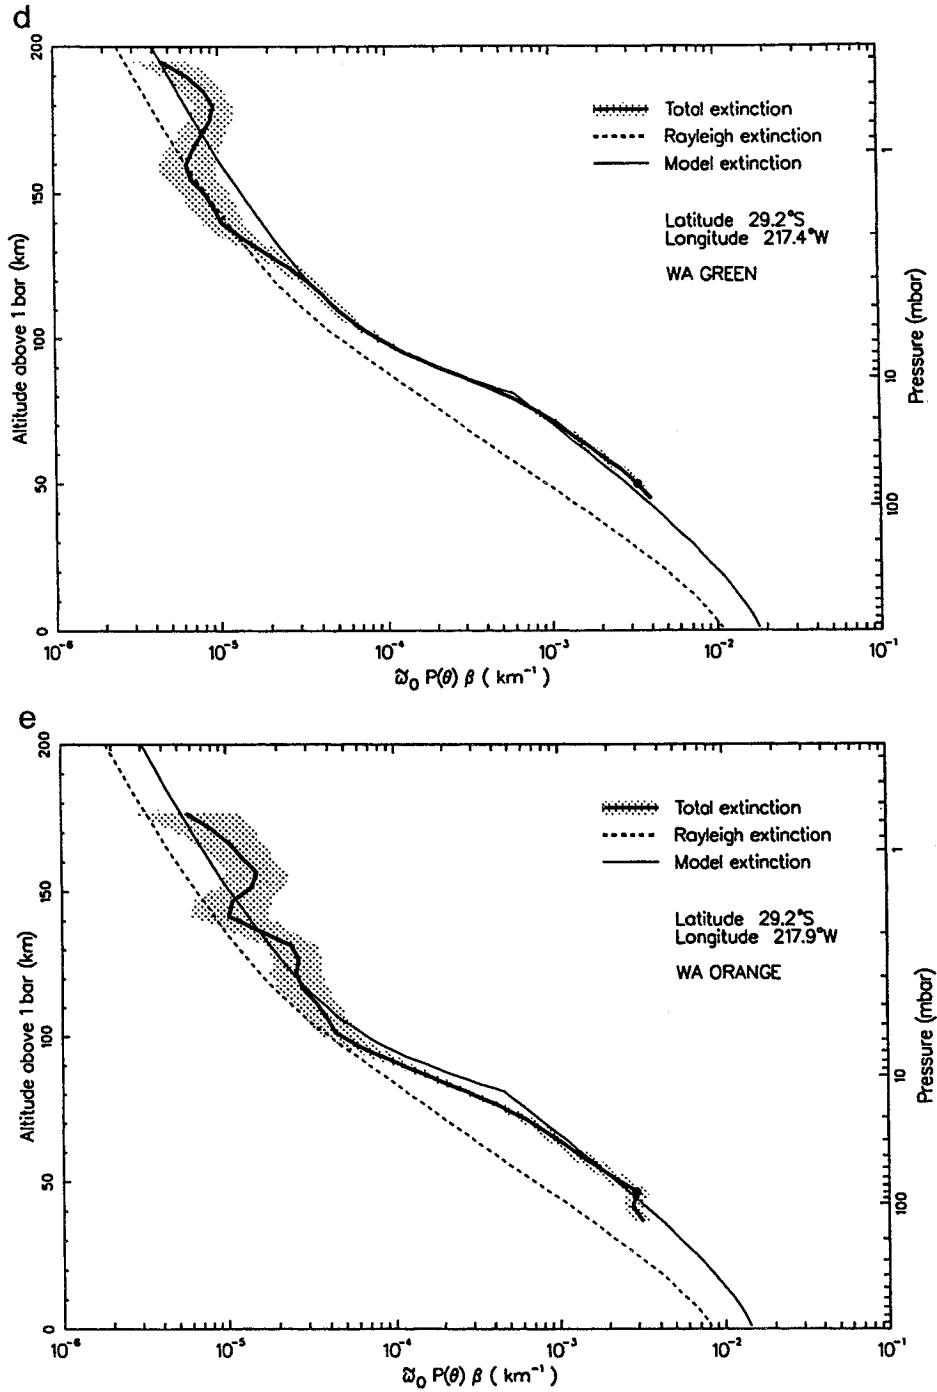 d
200
150
100
50
0
Altitude above 1 bar (km)
Total extinction
Rayleigh extinction
Model extinction
Latitude 29.2°S
Longitude 217.4°W
WA GREEN
1
10
100
Pressure (mbar)
10⁻⁶ 10⁻⁵ 10⁻⁴ 10⁻³ 10⁻² 10⁻¹
ϖ̃₀ P(θ) β ( km⁻¹ )
e
200
150
100
50
0
Altitude above 1 bar (km)
Total extinction
Rayleigh extinction
Model extinction
Latitude 29.2°S
Longitude 217.9°W
WA ORANGE
1
10
100
Pressure (mbar)
10⁻⁶ 10⁻⁵ 10⁻⁴ 10⁻³ 10⁻² 10⁻¹
ϖ̃₀ P(θ) β ( km⁻¹ )